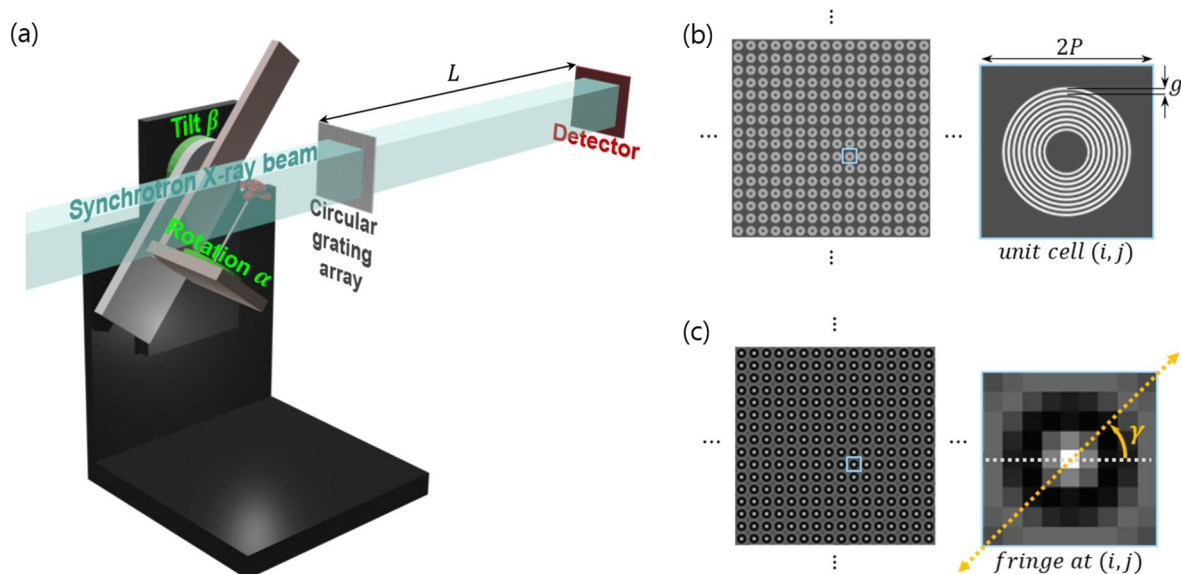 (a)
L
Tilt β
Synchrotron X-ray beam
Detector
Circular
grating
array
Rotation α
(b)
⋮
...
...
⋮
2P
g
unit cell (i, j)
(c)
⋮
...
...
⋮
γ
fringe at (i, j)